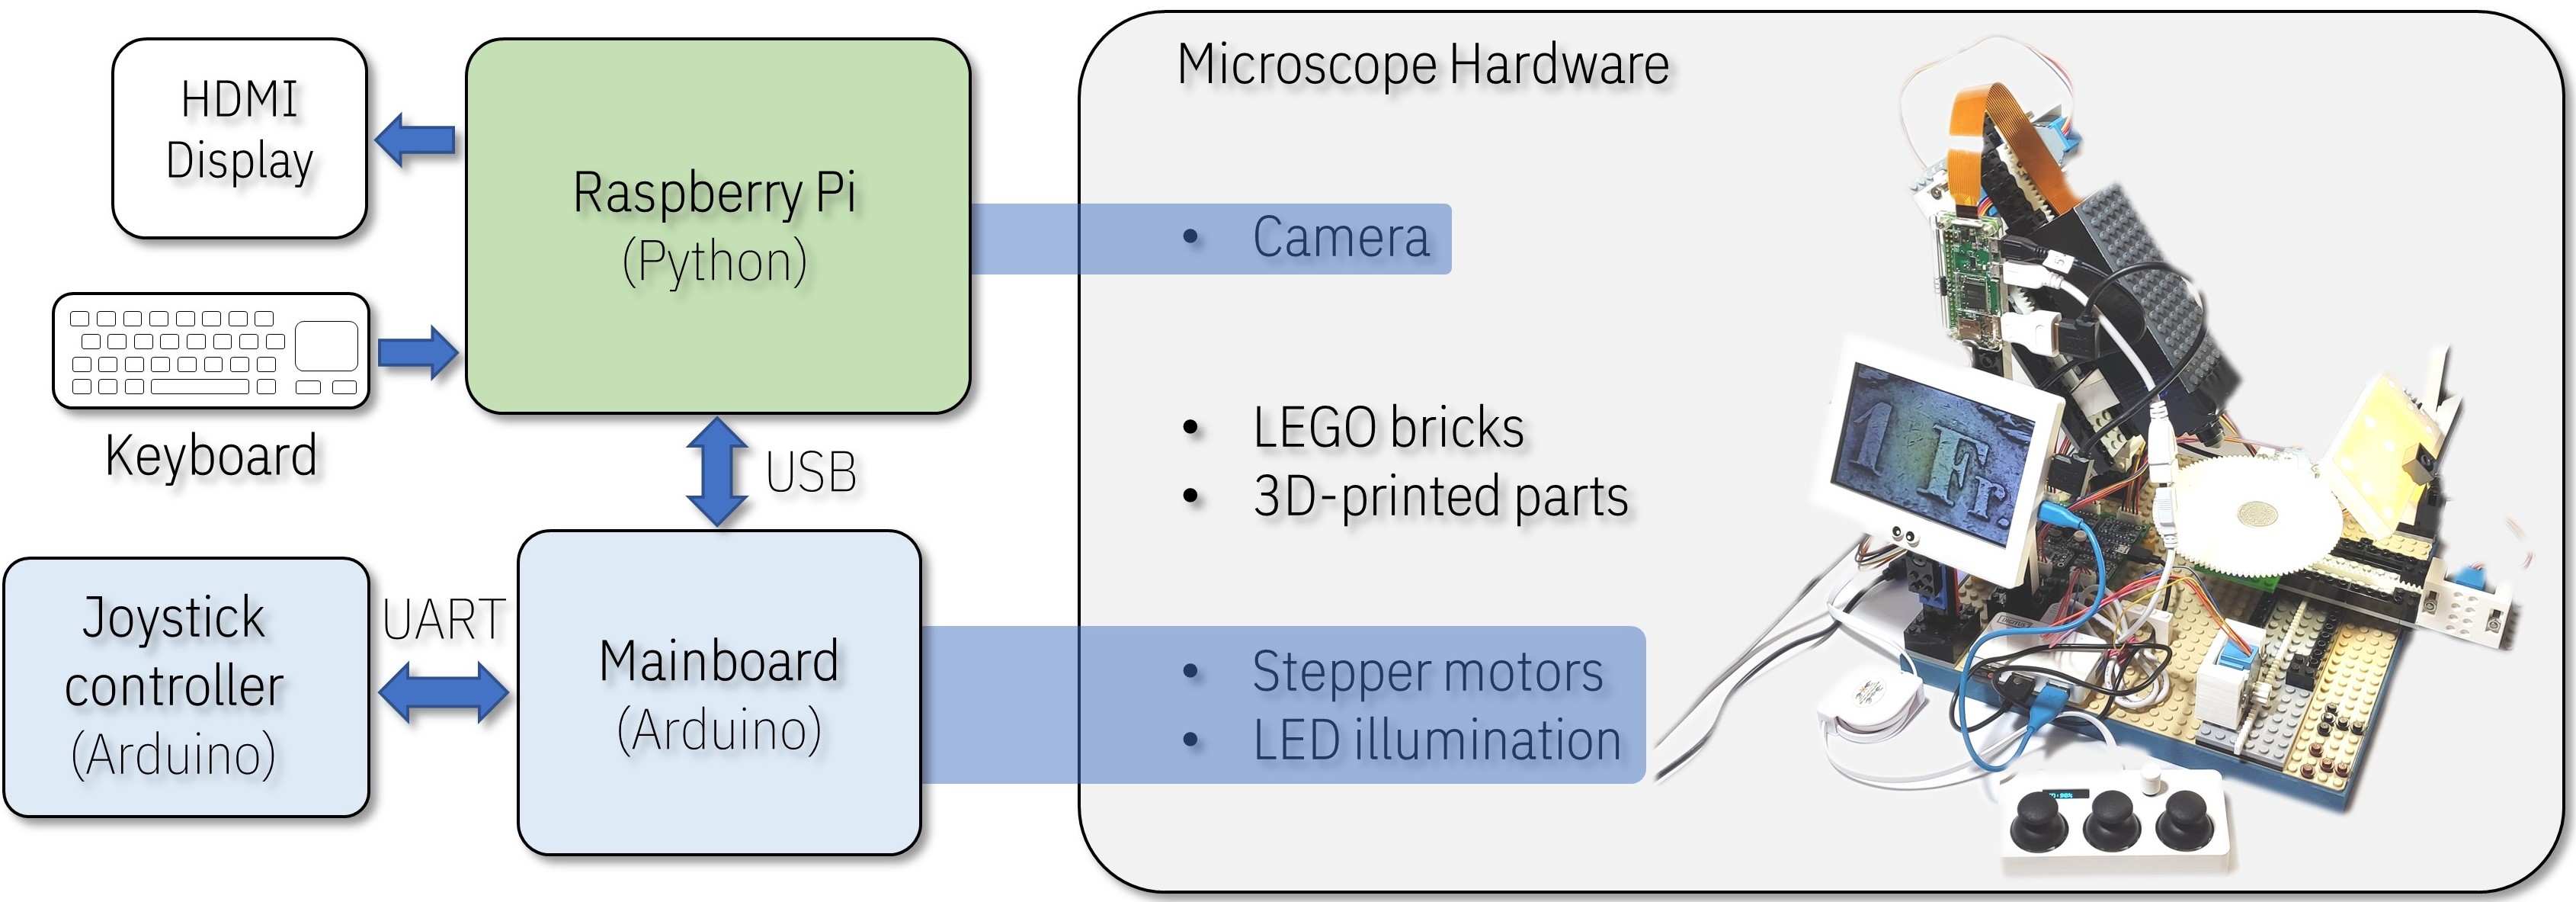 HDMI
Display
Raspberry Pi
(Python)
Keyboard
USB
Joystick
controller
(Arduino)
UART
Mainboard
(Arduino)
Microscope Hardware
• Camera
• LEGO bricks
• 3D-printed parts
• Stepper motors
• LED illumination
1 Fr.